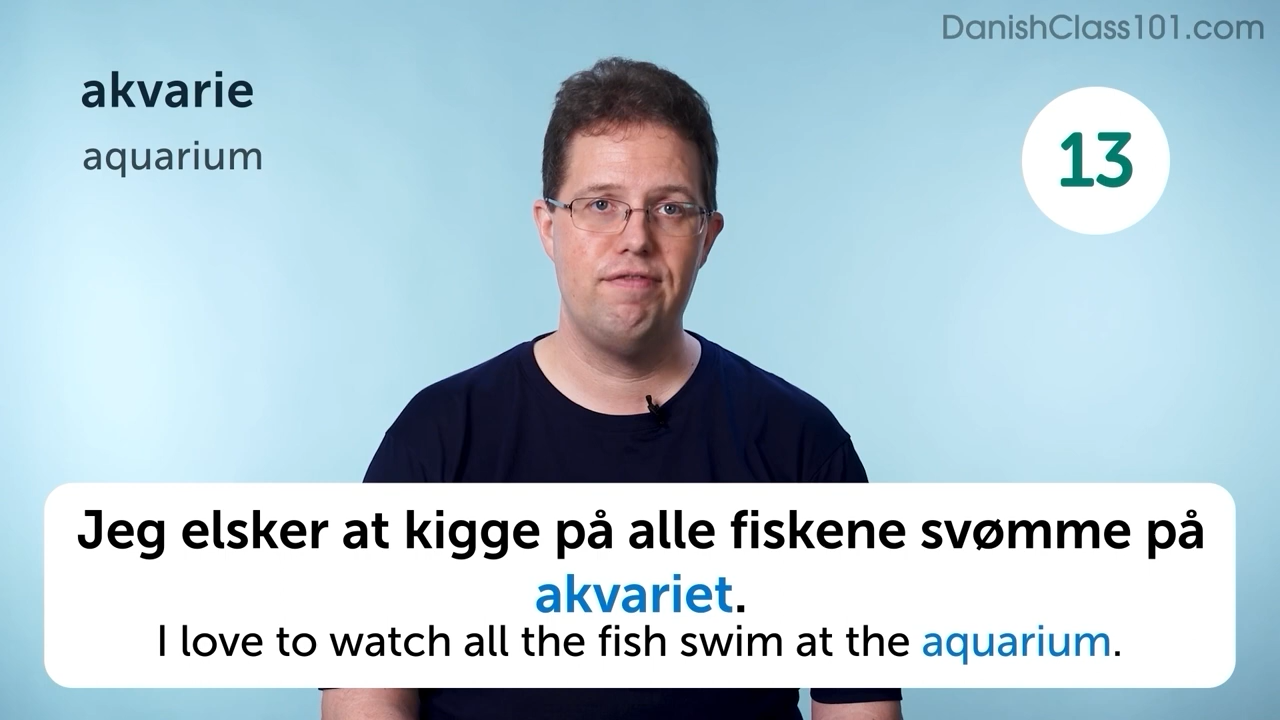 DanishClass101.com
akvarie
aquarium
13
Jeg elsker at kigge på alle fiskene svømme på
akvariet.
I love to watch all the fish swim at the aquarium.